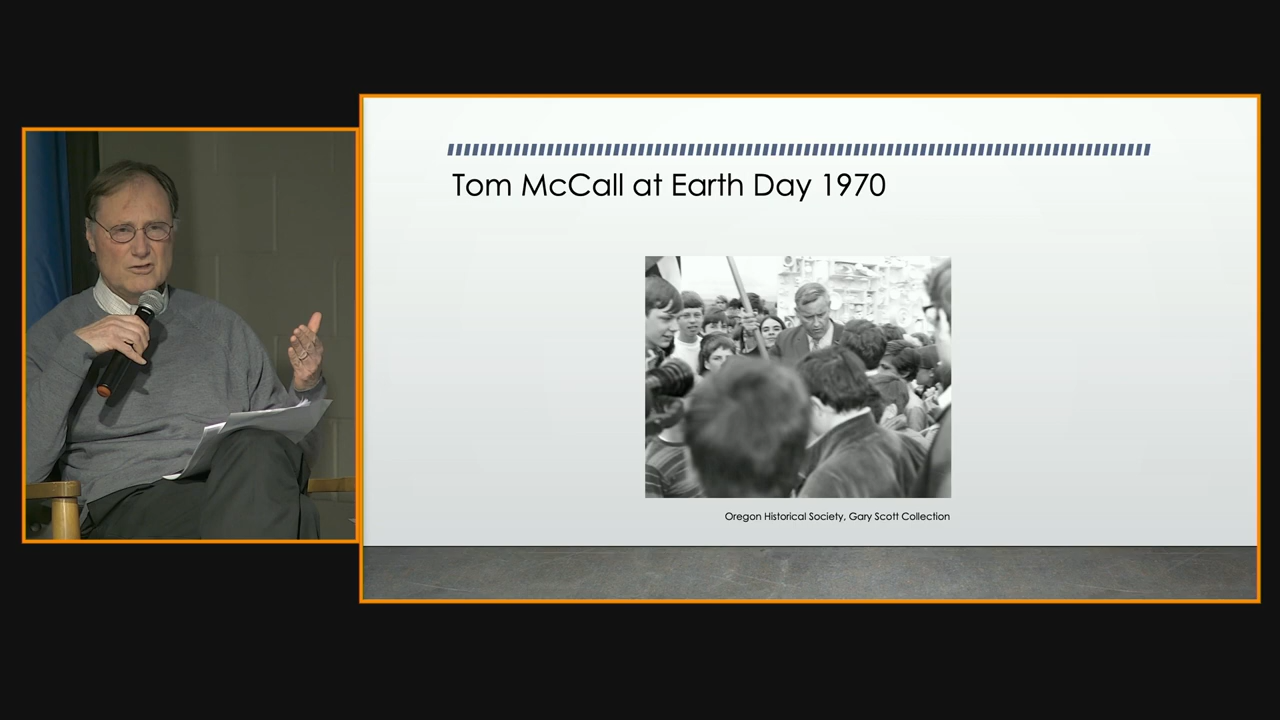 Tom McCall at Earth Day 1970
Oregon Historical Society, Gary Scott Collection